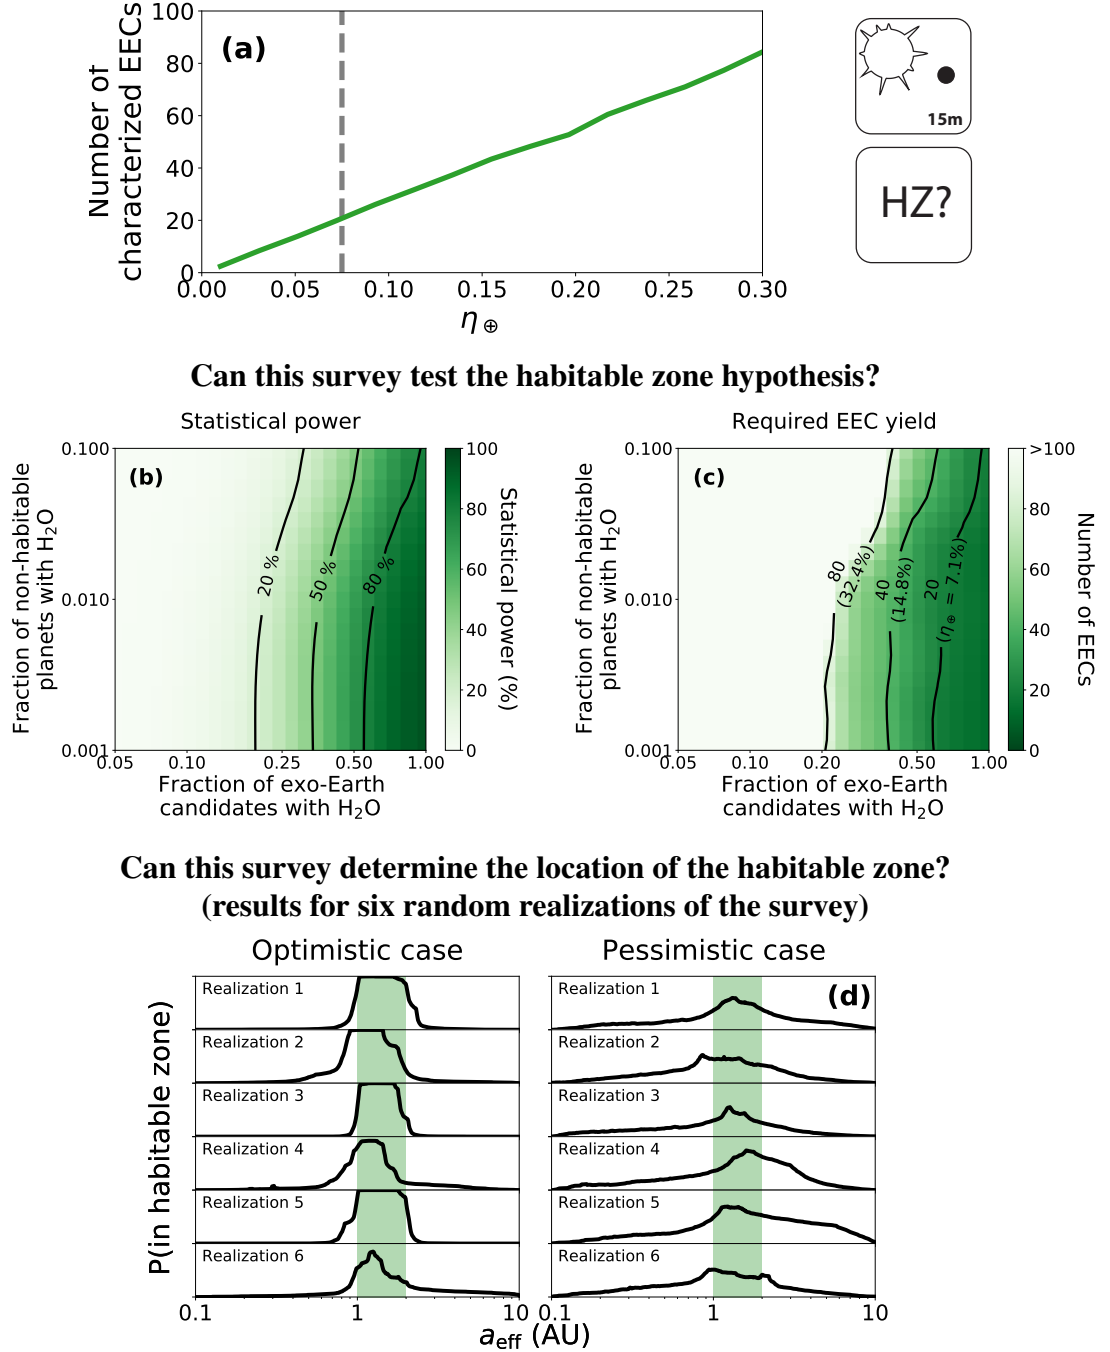 100
80
60
40
20
0
Number of
characterized EECs
(a)
0.00 0.05 0.10 0.15 0.20 0.25 0.30
η⊕
15m
HZ?
Can this survey test the habitable zone hypothesis?
Statistical power
0.100
0.010
0.001
Fraction of non-habitable
planets with H₂O
(b)
20 %
50 %
80 %
0.05 0.10 0.25 0.50 1.00
Fraction of exo-Earth
candidates with H₂O
100
80
60
40
20
0
Statistical power (%)
Required EEC yield
0.100
0.010
0.001
Fraction of non-habitable
planets with H₂O
(c)
80
(32.4%)
40
(14.8%)
20
(η⊕ = 7.1%)
0.05 0.10 0.20 0.50 1.00
Fraction of exo-Earth
candidates with H₂O
>100
80
60
40
20
0
Number of EECs
Can this survey determine the location of the habitable zone?
(results for six random realizations of the survey)
Optimistic case
Realization 1
Realization 2
Realization 3
Realization 4
Realization 5
Realization 6
0.1 1 10
P(in habitable zone)
Pessimistic case
(d)
Realization 1
Realization 2
Realization 3
Realization 4
Realization 5
Realization 6
0.1 1 10
aeff (AU)